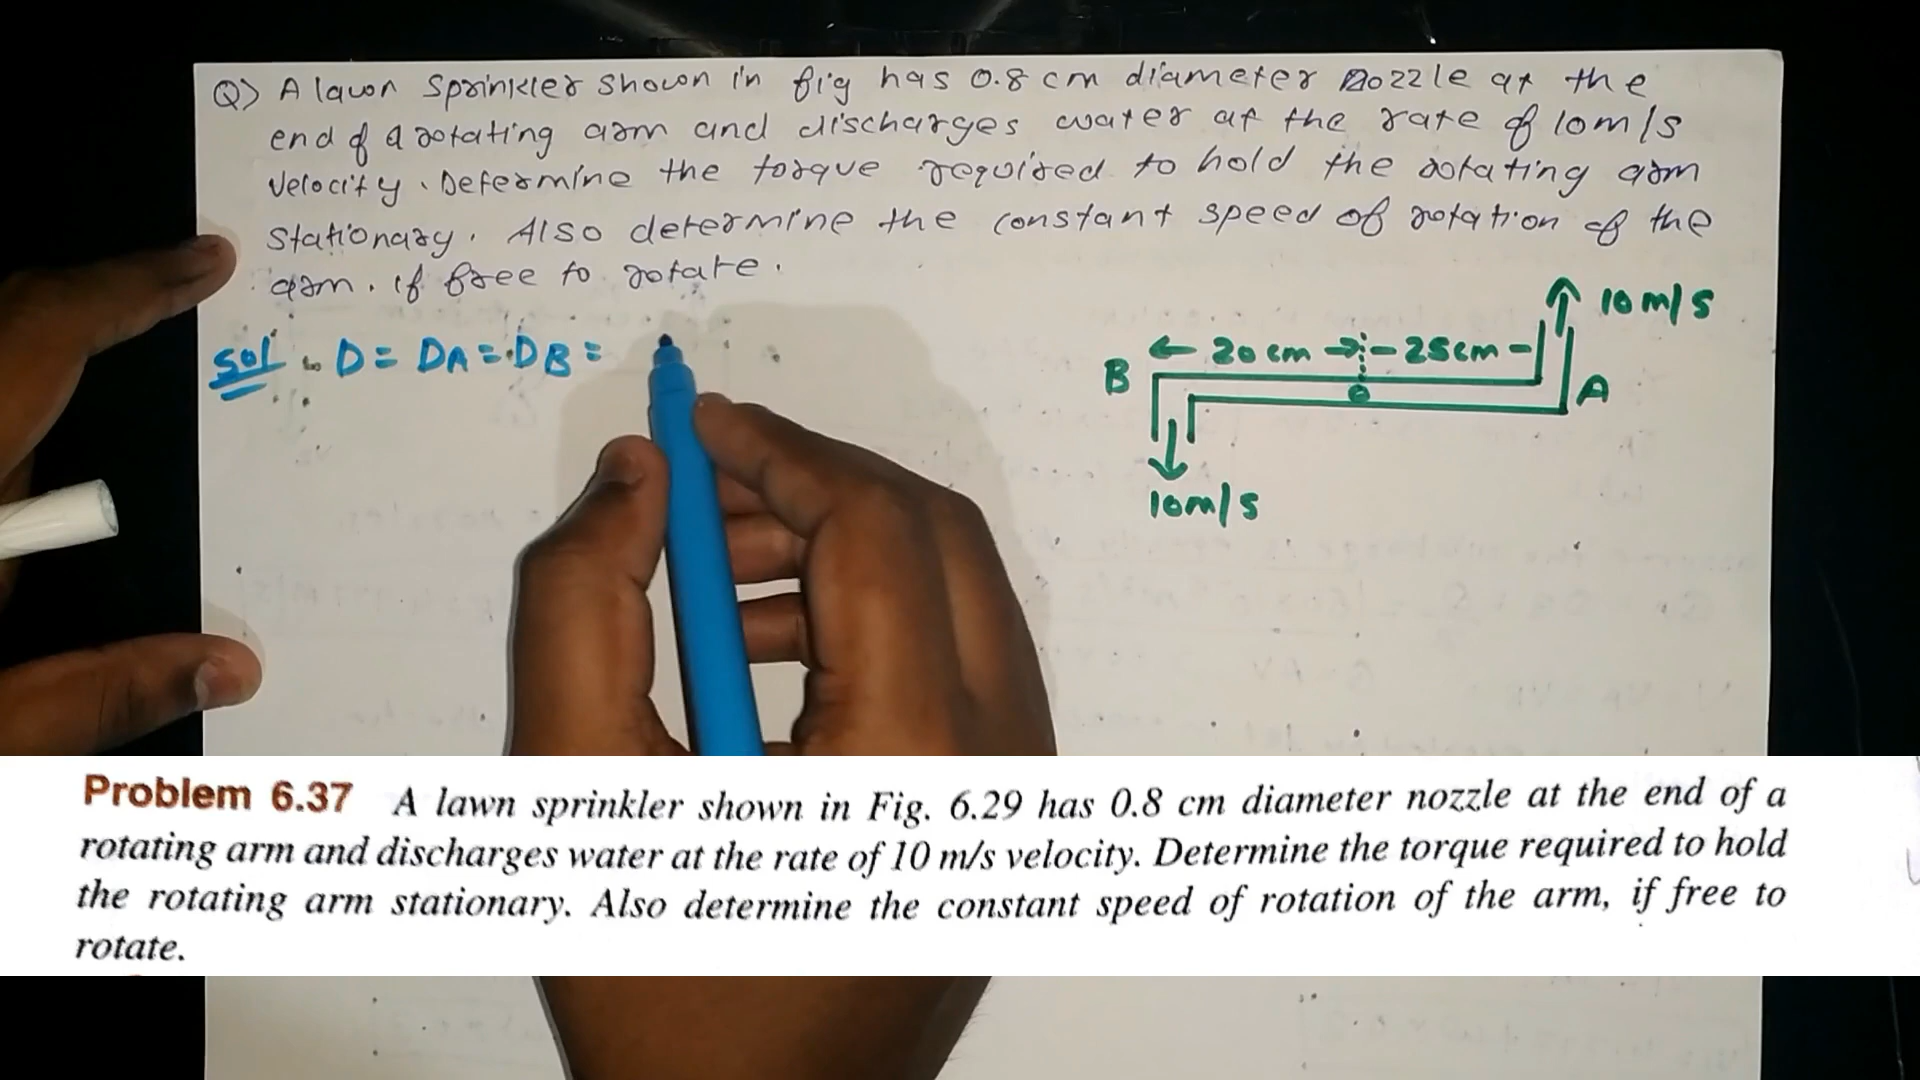 Q) A lawn sprinkler shown in fig has 0.8 cm diameter nozzle at the
end of a rotating arm and discharges water at the rate of 10m/s
velocity. Determine the torque required to hold the rotating arm
stationary. Also determine the constant speed of rotation of the
arm. if free to rotate.
10m/s
← 20cm → - 25cm -
B
A
O
10m/s
Sol :- D = DA = DB =
Problem 6.37 A lawn sprinkler shown in Fig. 6.29 has 0.8 cm diameter nozzle at the end of a
rotating arm and discharges water at the rate of 10 m/s velocity. Determine the torque required to hold
the rotating arm stationary. Also determine the constant speed of rotation of the arm, if free to
rotate.